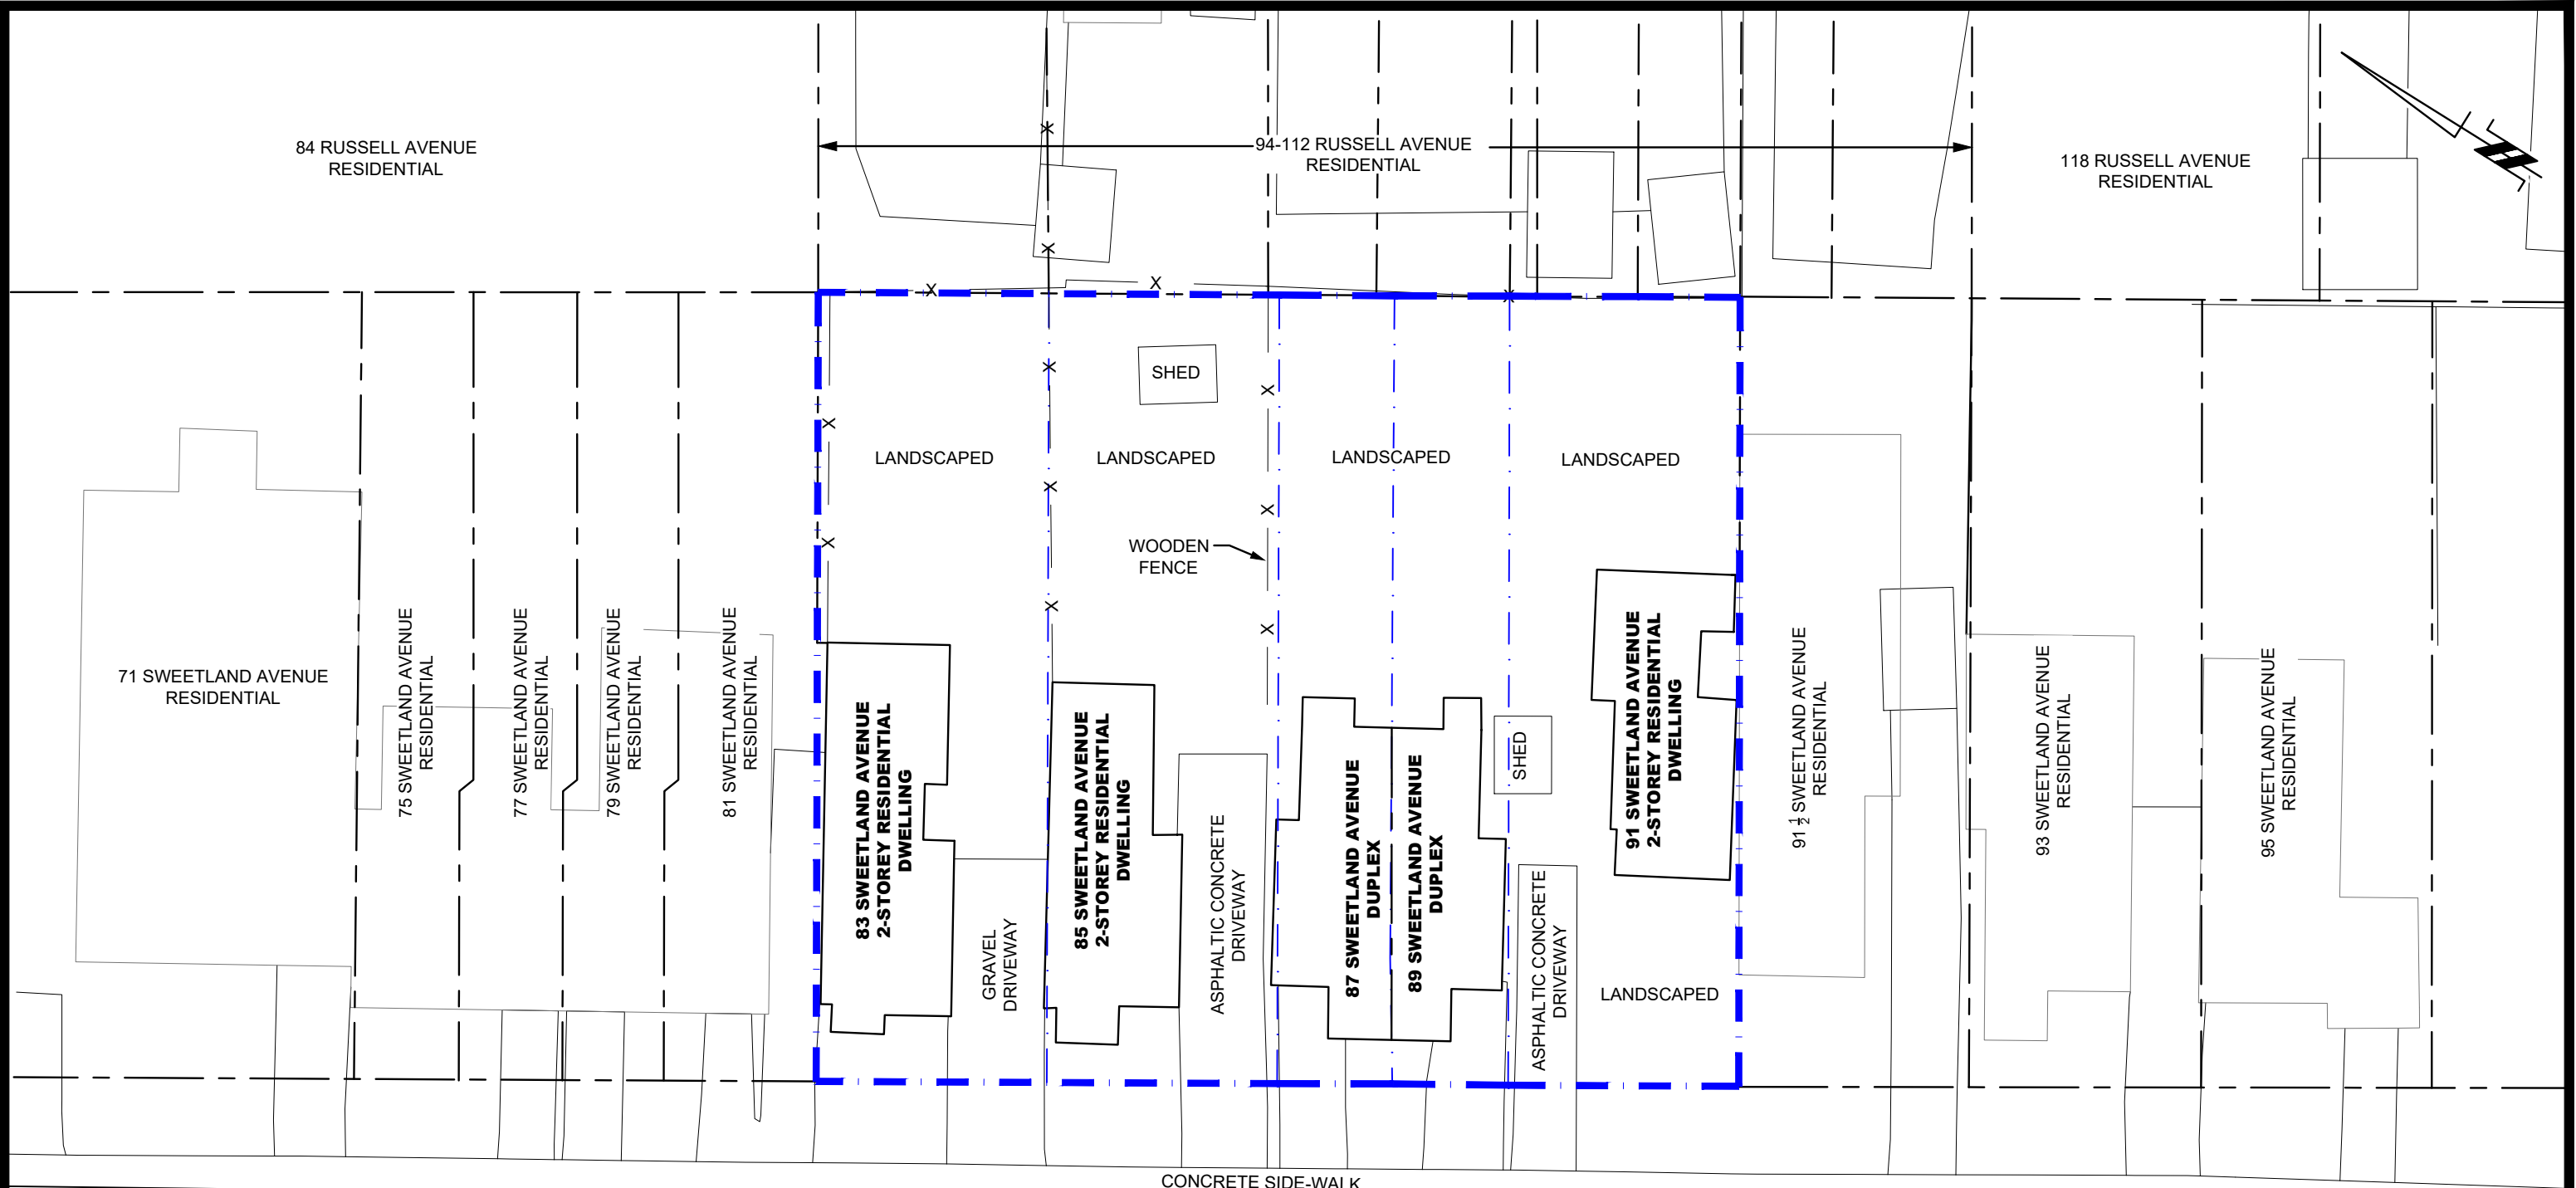 84 RUSSELL AVENUE
RESIDENTIAL
94-112 RUSSELL AVENUE
RESIDENTIAL
118 RUSSELL AVENUE
RESIDENTIAL
SHED
LANDSCAPED
LANDSCAPED
LANDSCAPED
LANDSCAPED
WOODEN
FENCE
71 SWEETLAND AVENUE
RESIDENTIAL
75 SWEETLAND AVENUE
RESIDENTIAL
77 SWEETLAND AVENUE
RESIDENTIAL
79 SWEETLAND AVENUE
RESIDENTIAL
81 SWEETLAND AVENUE
RESIDENTIAL
83 SWEETLAND AVENUE
2-STOREY RESIDENTIAL
DWELLING
GRAVEL
DRIVEWAY
85 SWEETLAND AVENUE
2-STOREY RESIDENTIAL
DWELLING
ASPHALTIC CONCRETE
DRIVEWAY
87 SWEETLAND AVENUE
DUPLEX
89 SWEETLAND AVENUE
DUPLEX
SHED
ASPHALTIC CONCRETE
DRIVEWAY
91 SWEETLAND AVENUE
2-STOREY RESIDENTIAL
DWELLING
LANDSCAPED
91 1/2 SWEETLAND AVENUE
RESIDENTIAL
93 SWEETLAND AVENUE
RESIDENTIAL
95 SWEETLAND AVENUE
RESIDENTIAL
CONCRETE SIDE-WALK